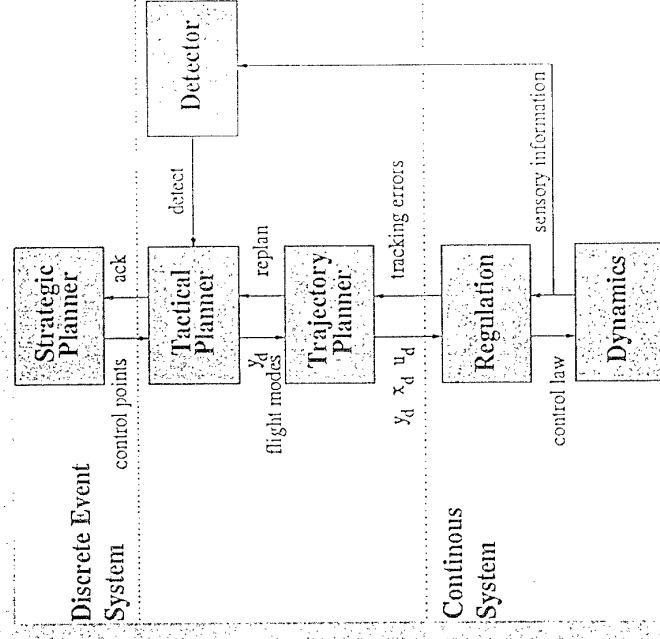 Discrete Event
System
Strategic
Planner
control points
ack
Tactical
Planner
detect
Detector
y_d
flight modes
replan
Trajectory
Planner
y_d x_d u_d
tracking errors
Continous
System
Regulation
control law
sensory information
Dynamics